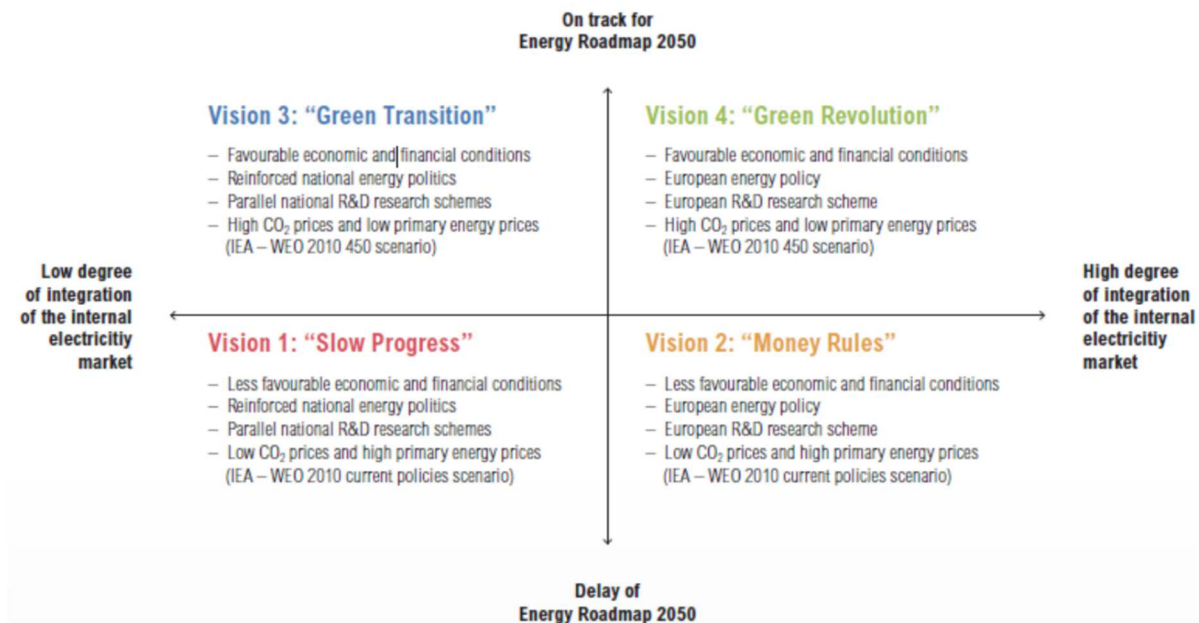 On track for
Energy Roadmap 2050
Vision 3: “Green Transition”
– Favourable economic and financial conditions
– Reinforced national energy politics
– Parallel national R&D research schemes
– High CO₂ prices and low primary energy prices
(IEA – WEO 2010 450 scenario)
Vision 4: “Green Revolution”
– Favourable economic and financial conditions
– European energy policy
– European R&D research scheme
– High CO₂ prices and low primary energy prices
(IEA – WEO 2010 450 scenario)
Low degree
of integration
of the internal
electricitiy
market
High degree
of integration
of the internal
electricitiy
market
Vision 1: “Slow Progress”
– Less favourable economic and financial conditions
– Reinforced national energy politics
– Parallel national R&D research schemes
– Low CO₂ prices and high primary energy prices
(IEA – WEO 2010 current policies scenario)
Vision 2: “Money Rules”
– Less favourable economic and financial conditions
– European energy policy
– European R&D research scheme
– Low CO₂ prices and high primary energy prices
(IEA – WEO 2010 current policies scenario)
Delay of
Energy Roadmap 2050